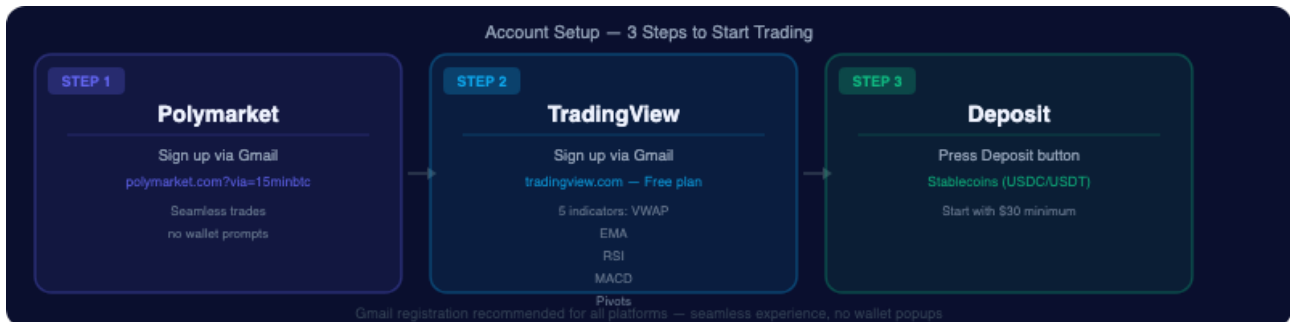 Account Setup — 3 Steps to Start Trading
STEP 1
Polymarket
Sign up via Gmail
polymarket.com?via=15minbtc
Seamless trades
no wallet prompts
STEP 2
TradingView
Sign up via Gmail
tradingview.com — Free plan
5 indicators: VWAP
EMA
RSI
MACD
Pivots
STEP 3
Deposit
Press Deposit button
Stablecoins (USDC/USDT)
Start with $30 minimum
Gmail registration recommended for all platforms — seamless experience, no wallet popups